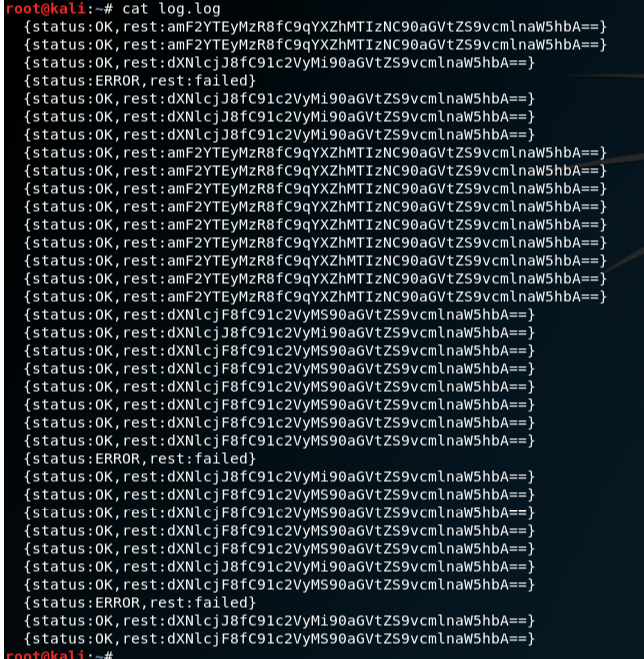 root@kali:~# cat log.log
{status:OK,rest:amF2YTEyMzR8fC9qYXZhMTIzNC90aGVtZS9vcmlnaW5hbA==}
{status:OK,rest:amF2YTEyMzR8fC9qYXZhMTIzNC90aGVtZS9vcmlnaW5hbA==}
{status:OK,rest:dXNlcjJ8fC91c2VyMi90aGVtZS9vcmlnaW5hbA==}
{status:ERROR,rest:failed}
{status:OK,rest:dXNlcjJ8fC91c2VyMi90aGVtZS9vcmlnaW5hbA==}
{status:OK,rest:dXNlcjJ8fC91c2VyMi90aGVtZS9vcmlnaW5hbA==}
{status:OK,rest:dXNlcjJ8fC91c2VyMi90aGVtZS9vcmlnaW5hbA==}
{status:OK,rest:amF2YTEyMzR8fC9qYXZhMTIzNC90aGVtZS9vcmlnaW5hbA==}
{status:OK,rest:amF2YTEyMzR8fC9qYXZhMTIzNC90aGVtZS9vcmlnaW5hbA==}
{status:OK,rest:amF2YTEyMzR8fC9qYXZhMTIzNC90aGVtZS9vcmlnaW5hbA==}
{status:OK,rest:amF2YTEyMzR8fC9qYXZhMTIzNC90aGVtZS9vcmlnaW5hbA==}
{status:OK,rest:amF2YTEyMzR8fC9qYXZhMTIzNC90aGVtZS9vcmlnaW5hbA==}
{status:OK,rest:amF2YTEyMzR8fC9qYXZhMTIzNC90aGVtZS9vcmlnaW5hbA==}
{status:OK,rest:amF2YTEyMzR8fC9qYXZhMTIzNC90aGVtZS9vcmlnaW5hbA==}
{status:OK,rest:amF2YTEyMzR8fC9qYXZhMTIzNC90aGVtZS9vcmlnaW5hbA==}
{status:OK,rest:amF2YTEyMzR8fC9qYXZhMTIzNC90aGVtZS9vcmlnaW5hbA==}
{status:OK,rest:dXNlcjF8fC91c2VyMS90aGVtZS9vcmlnaW5hbA==}
{status:OK,rest:dXNlcjJ8fC91c2VyMi90aGVtZS9vcmlnaW5hbA==}
{status:OK,rest:dXNlcjF8fC91c2VyMS90aGVtZS9vcmlnaW5hbA==}
{status:OK,rest:dXNlcjF8fC91c2VyMS90aGVtZS9vcmlnaW5hbA==}
{status:OK,rest:dXNlcjF8fC91c2VyMS90aGVtZS9vcmlnaW5hbA==}
{status:OK,rest:dXNlcjF8fC91c2VyMS90aGVtZS9vcmlnaW5hbA==}
{status:OK,rest:dXNlcjF8fC91c2VyMS90aGVtZS9vcmlnaW5hbA==}
{status:OK,rest:dXNlcjF8fC91c2VyMS90aGVtZS9vcmlnaW5hbA==}
{status:ERROR,rest:failed}
{status:OK,rest:dXNlcjJ8fC91c2VyMi90aGVtZS9vcmlnaW5hbA==}
{status:OK,rest:dXNlcjF8fC91c2VyMS90aGVtZS9vcmlnaW5hbA==}
{status:OK,rest:dXNlcjF8fC91c2VyMS90aGVtZS9vcmlnaW5hbA==}
{status:OK,rest:dXNlcjF8fC91c2VyMS90aGVtZS9vcmlnaW5hbA==}
{status:OK,rest:dXNlcjF8fC91c2VyMS90aGVtZS9vcmlnaW5hbA==}
{status:OK,rest:dXNlcjJ8fC91c2VyMi90aGVtZS9vcmlnaW5hbA==}
{status:OK,rest:dXNlcjF8fC91c2VyMS90aGVtZS9vcmlnaW5hbA==}
{status:ERROR,rest:failed}
{status:OK,rest:dXNlcjJ8fC91c2VyMi90aGVtZS9vcmlnaW5hbA==}
{status:OK,rest:dXNlcjF8fC91c2VyMS90aGVtZS9vcmlnaW5hbA==}
root@kali:~#